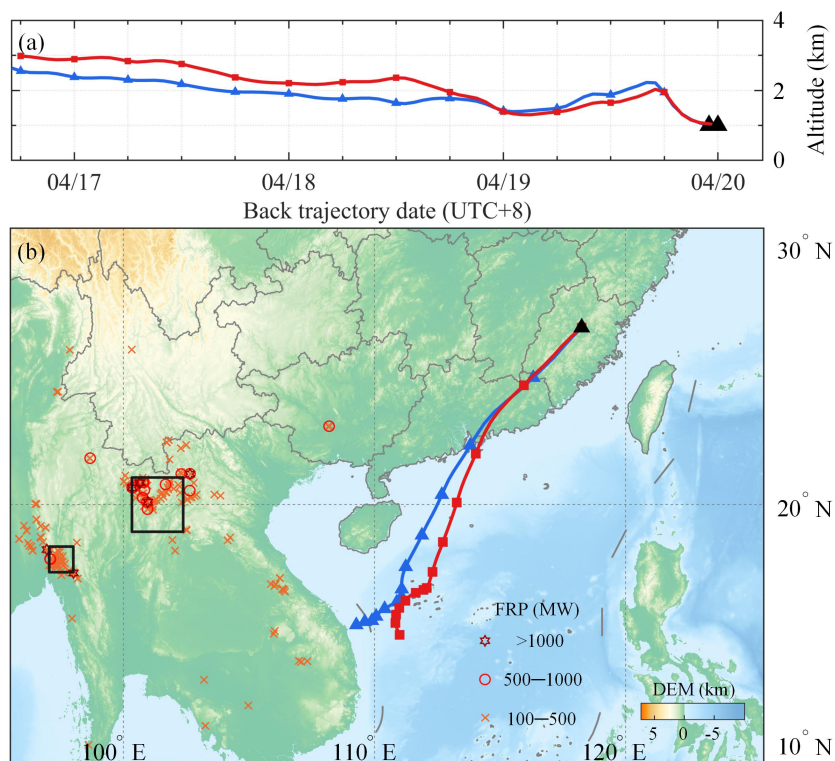 (a)
4
2
0
Altitude (km)
04/17 04/18 04/19 04/20
Back trajectory date (UTC+8)
(b)
30° N
20° N
10° N
FRP (MW)
>1000
500—1000
100—500
DEM (km)
5 0 -5
100° E 110° E 120° E